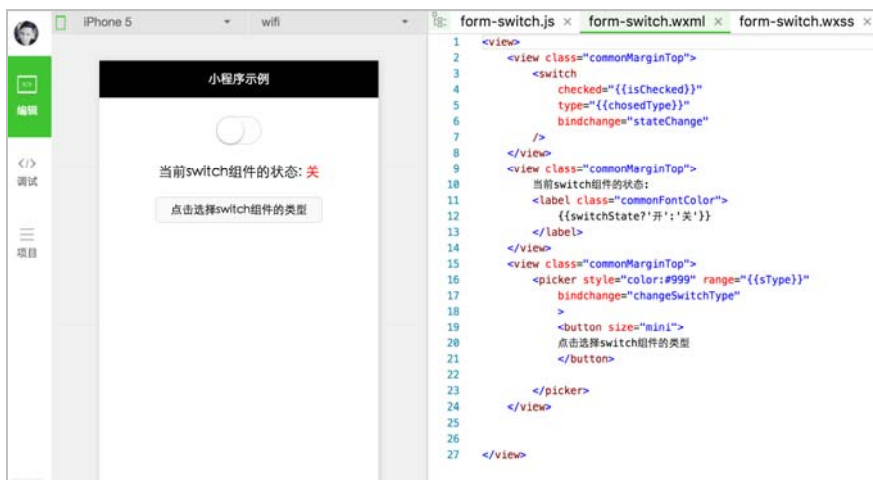 iPhone 5
wifi
编辑
</>
调试
项目
小程序示例
当前switch组件的状态: 关
点击选择switch组件的类型
form-switch.js ×
form-switch.wxml ×
form-switch.wxss ×
1 <view>
2 <view class="commonMarginTop">
3 <switch
4 checked="{{isChecked}}"
5 type="{{chosedType}}"
6 bindchange="stateChange"
7 />
8 </view>
9 <view class="commonMarginTop">
10 当前switch组件的状态:
11 <label class="commonFontColor">
12 {{switchState?'开':'关'}}
13 </label>
14 </view>
15 <view class="commonMarginTop">
16 <picker style="color:#999" range="{{sType}}"
17 bindchange="changeSwitchType"
18 >
19 <button size="mini">
20 点击选择switch组件的类型
21 </button>
22
23 </picker>
24 </view>
25
26
27 </view>